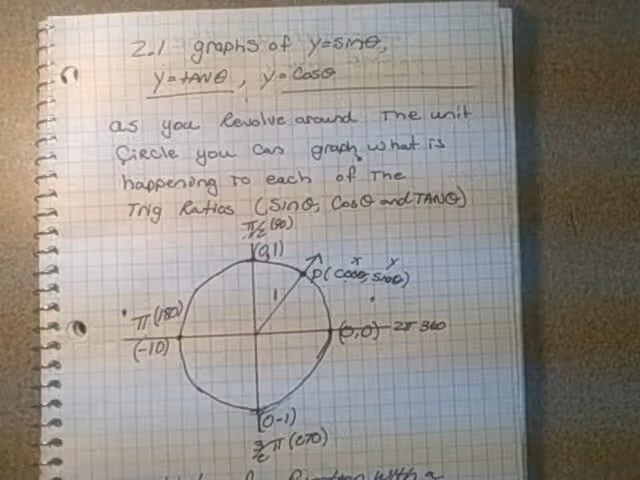 2.1 graphs of y=sinθ,
y=tANθ, y=Cosθ
as you Revolve around The unit
CiRCle you Can graph what is
happening To each of The
Trig Ratios (Sinθ, Cosθ and TANθ)
π/2 (90)
(0,1)
x y
P(Cosθ, Sinθ)
1
π (180)
(-10)
(0,0) 2π 360
(0-1)
3/2 π (270)